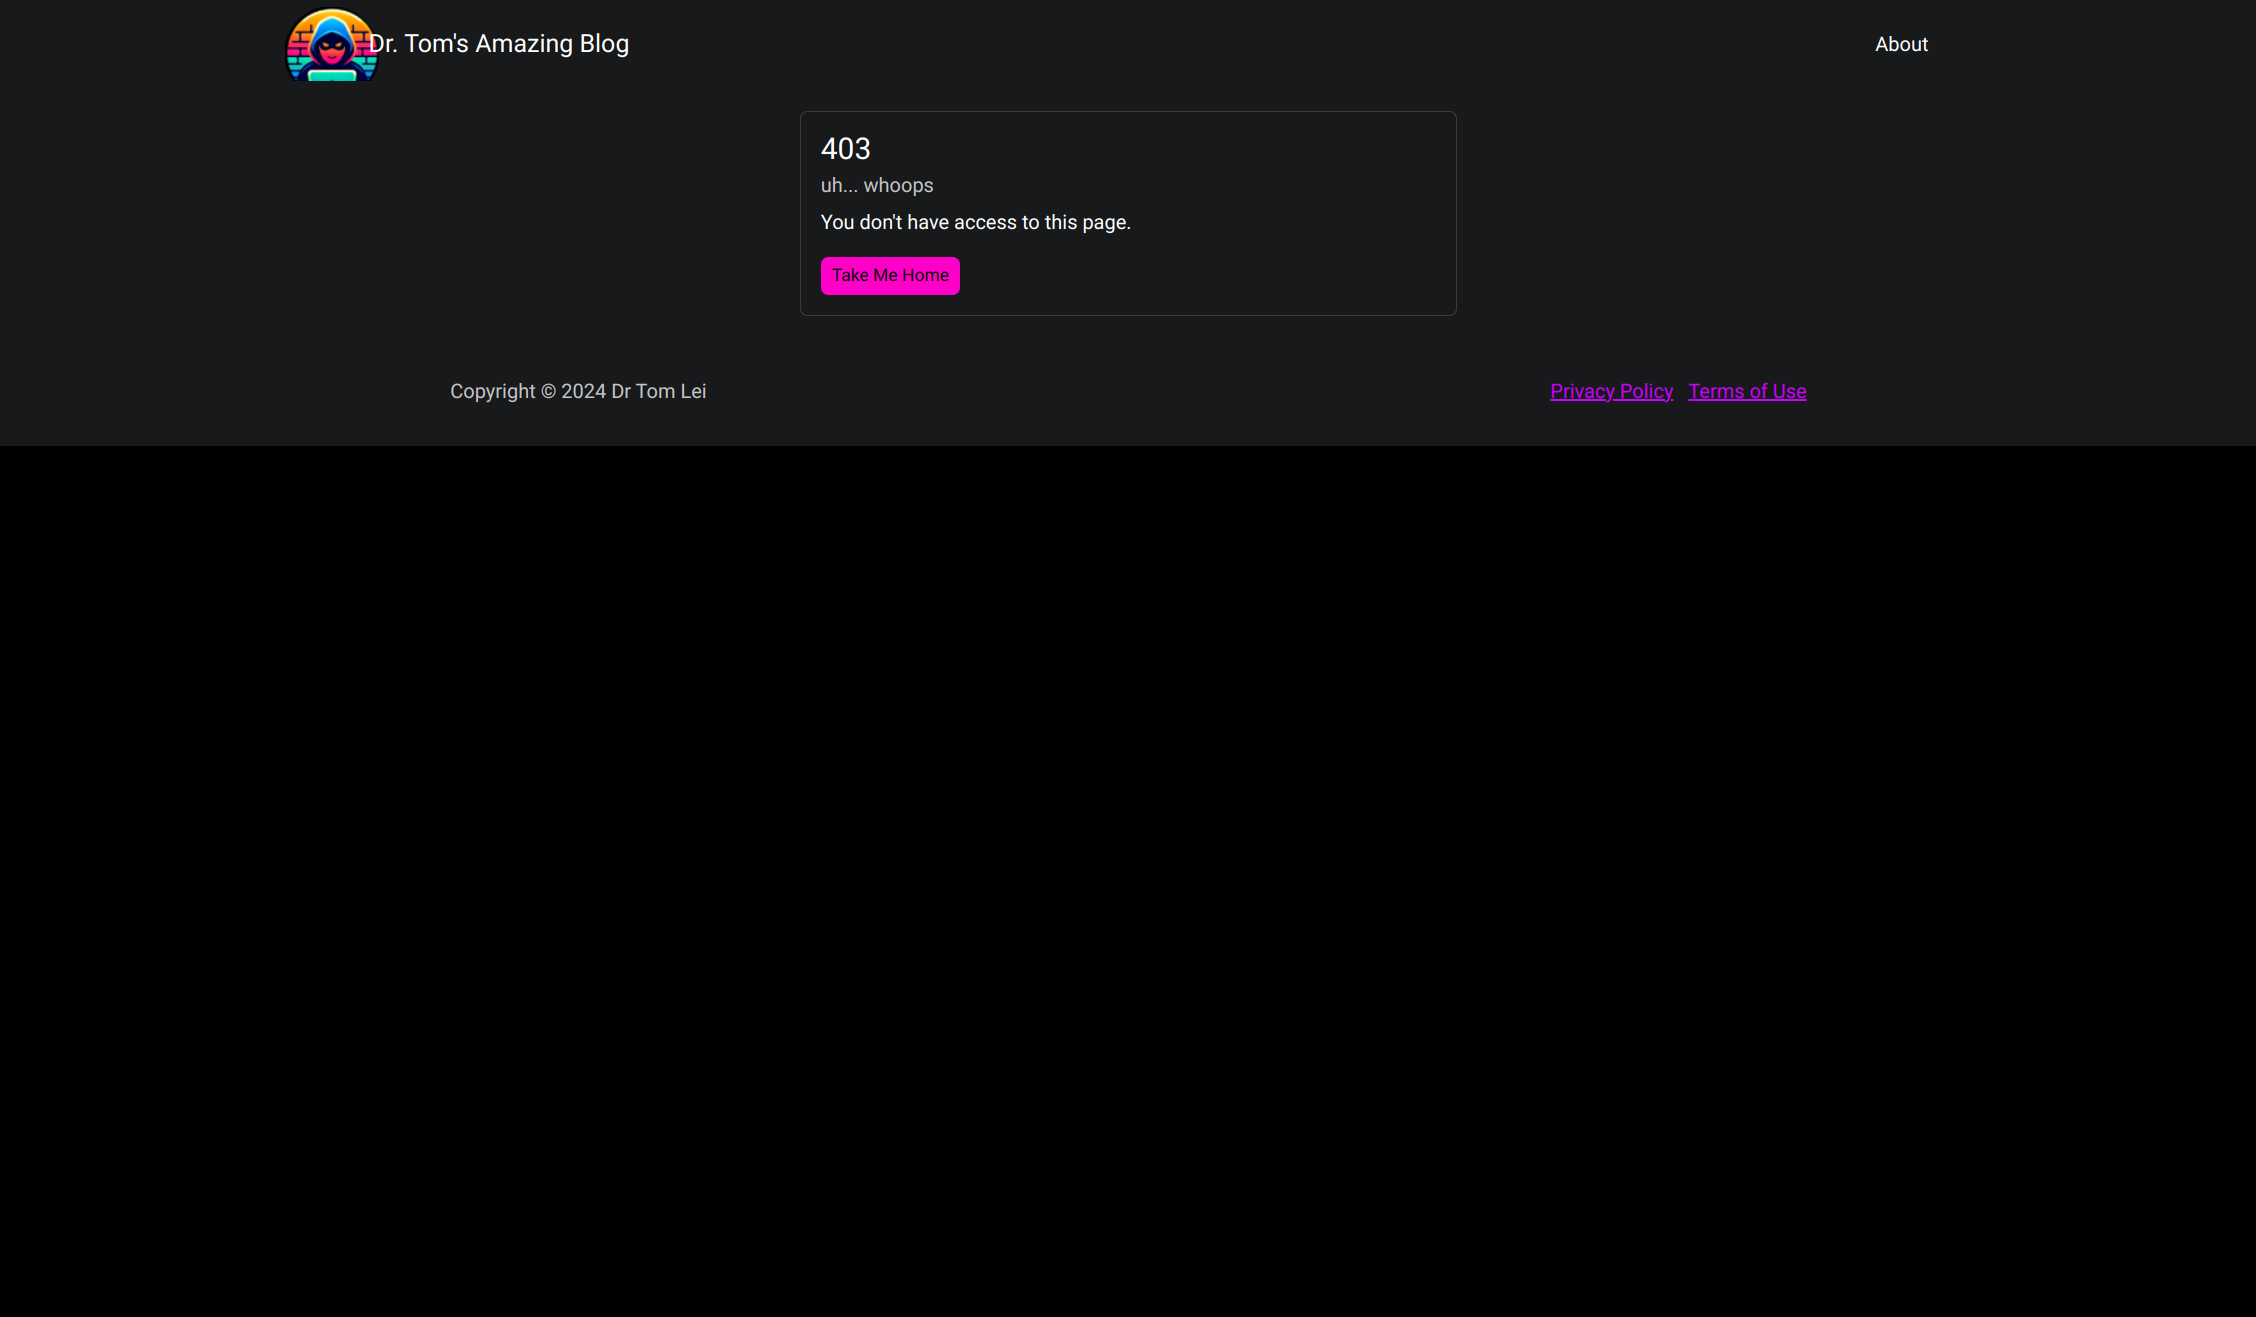 Dr. Tom's Amazing Blog
About
403
uh... whoops
You don't have access to this page.
Take Me Home
Copyright © 2024 Dr Tom Lei
Privacy Policy Terms of Use